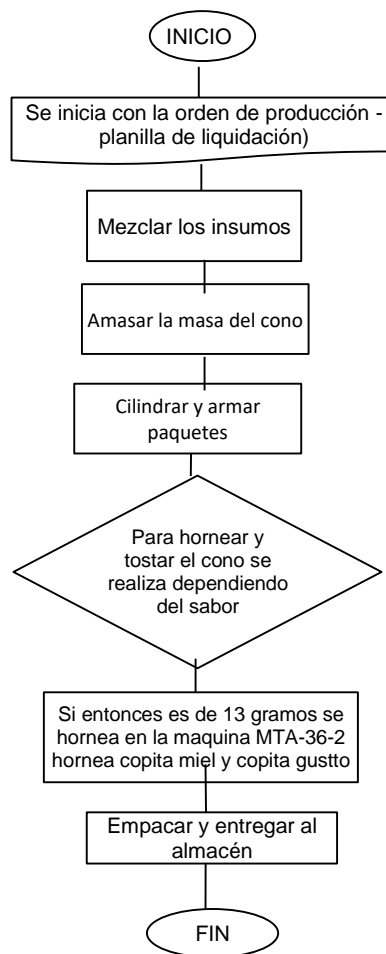 INICIO
Se inicia con la orden de producción -
planilla de liquidación)
Mezclar los insumos
Amasar la masa del cono
Cilindrar y armar
paquetes
Para hornear y
tostar el cono se
realiza dependiendo
del sabor
Si entonces es de 13 gramos se
hornea en la maquina MTA-36-2
hornea copita miel y copita gustto
Empacar y entregar al
almacén
FIN